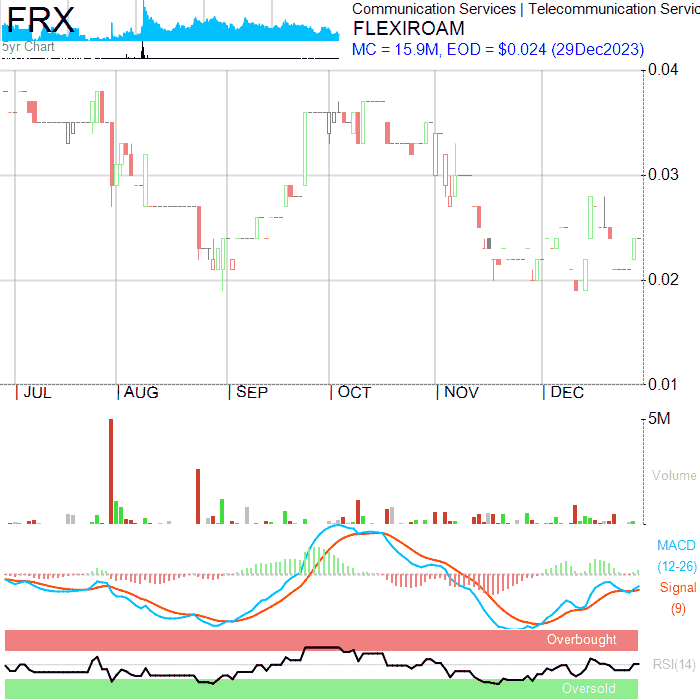 FRX
5yr Chart
Communication Services | Telecommunication Servic
FLEXIROAM
MC = 15.9M, EOD = $0.024 (29Dec2023)
0.04
0.03
0.02
0.01
| JUL | AUG | SEP | OCT | NOV | DEC
5M
Volume
MACD
(12-26)
Signal
(9)
Overbought
RSI(14)
Oversold